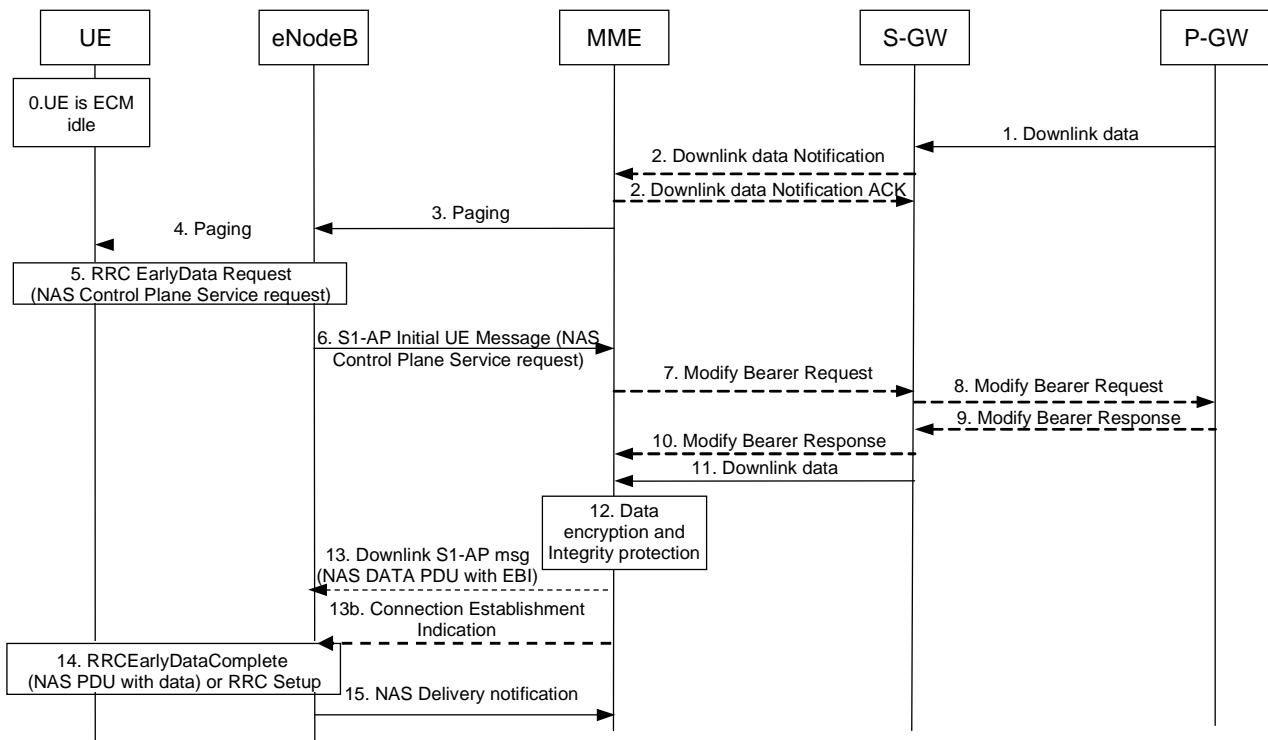 UE
eNodeB
MME
S-GW
P-GW
0.UE is ECM
idle
1. Downlink data
2. Downlink data Notification
2. Downlink data Notification ACK
3. Paging
4. Paging
5. RRC EarlyData Request
(NAS Control Plane Service request)
6. S1-AP Initial UE Message (NAS
Control Plane Service request)
7. Modify Bearer Request
8. Modify Bearer Request
9. Modify Bearer Response
10. Modify Bearer Response
11. Downlink data
12. Data
encryption and
Integrity protection
13. Downlink S1-AP msg
(NAS DATA PDU with EBI)
13b. Connection Establishment
Indication
14. RRCEarlyDataComplete
(NAS PDU with data) or RRC Setup
15. NAS Delivery notification